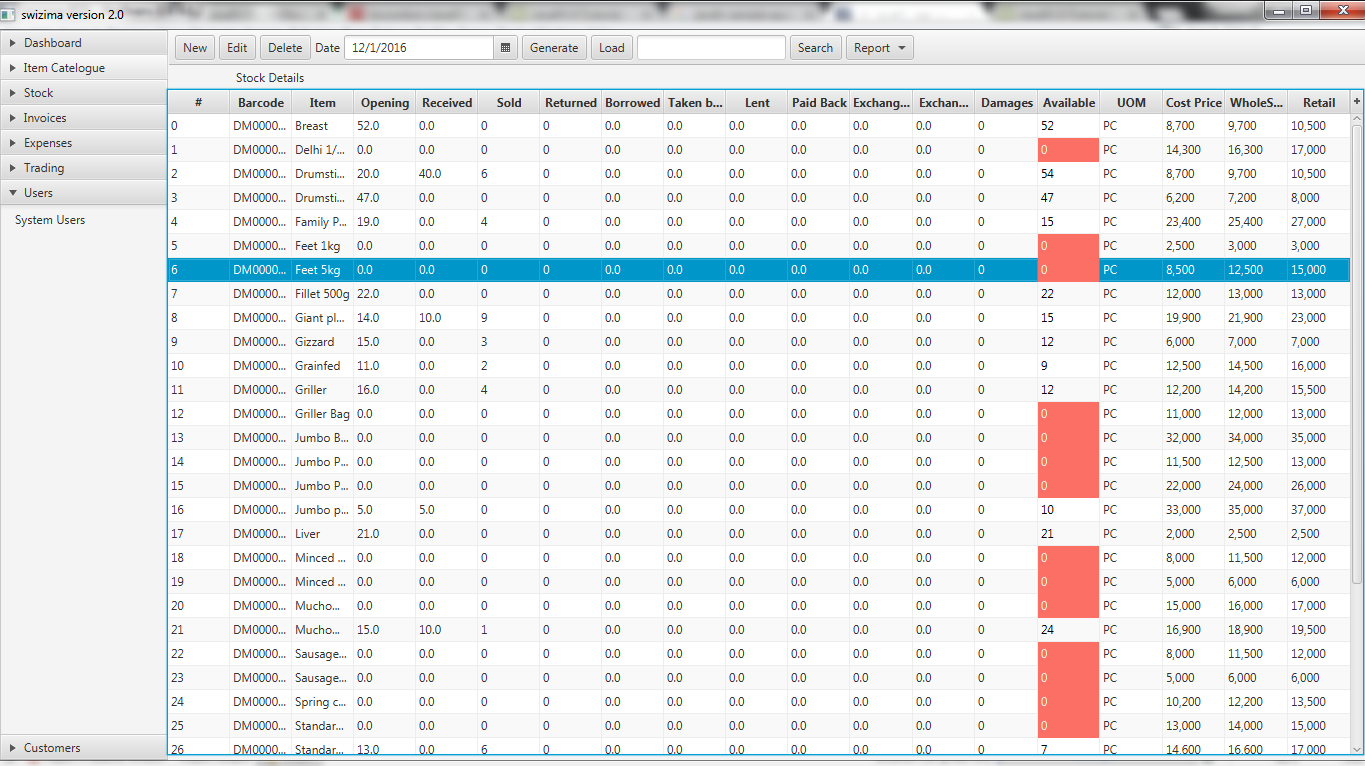 swizima version 2.0
Dashboard
Item Catelogue
Stock
Invoices
Expenses
Trading
Users
System Users
Customers
New Edit Delete Date 12/1/2016 Generate Load Search Report
Stock Details
# Barcode Item Opening Received Sold Returned Borrowed Taken b... Lent Paid Back Exchang... Exchan... Damages Available UOM Cost Price WholeS... Retail +
0 DM0000... Breast 52.0 0.0 0 0 0.0 0.0 0.0 0.0 0.0 0.0 0 52 PC 8,700 9,700 10,500
1 DM0000... Delhi 1/... 0.0 0.0 0 0 0.0 0.0 0.0 0.0 0.0 0.0 0 0 PC 14,300 16,300 17,000
2 DM0000... Drumsti... 20.0 40.0 6 0 0.0 0.0 0.0 0.0 0.0 0.0 0 54 PC 8,700 9,700 10,500
3 DM0000... Drumsti... 47.0 0.0 0 0 0.0 0.0 0.0 0.0 0.0 0.0 0 47 PC 6,200 7,200 8,000
4 DM0000... Family P... 19.0 0.0 4 0 0.0 0.0 0.0 0.0 0.0 0.0 0 15 PC 23,400 25,400 27,000
5 DM0000... Feet 1kg 0.0 0.0 0 0 0.0 0.0 0.0 0.0 0.0 0.0 0 0 PC 2,500 3,000 3,000
6 DM0000... Feet 5kg 0.0 0.0 0 0 0.0 0.0 0.0 0.0 0.0 0.0 0 0 PC 8,500 12,500 15,000
7 DM0000... Fillet 500g 22.0 0.0 0 0 0.0 0.0 0.0 0.0 0.0 0.0 0 22 PC 12,000 13,000 13,000
8 DM0000... Giant pl... 14.0 10.0 9 0 0.0 0.0 0.0 0.0 0.0 0.0 0 15 PC 19,900 21,900 23,000
9 DM0000... Gizzard 15.0 0.0 3 0 0.0 0.0 0.0 0.0 0.0 0.0 0 12 PC 6,000 7,000 7,000
10 DM0000... Grainfed 11.0 0.0 2 0 0.0 0.0 0.0 0.0 0.0 0.0 0 9 PC 12,500 14,500 16,000
11 DM0000... Griller 16.0 0.0 4 0 0.0 0.0 0.0 0.0 0.0 0.0 0 12 PC 12,200 14,200 15,500
12 DM0000... Griller Bag 0.0 0.0 0 0 0.0 0.0 0.0 0.0 0.0 0.0 0 0 PC 11,000 12,000 13,000
13 DM0000... Jumbo B... 0.0 0.0 0 0 0.0 0.0 0.0 0.0 0.0 0.0 0 0 PC 32,000 34,000 35,000
14 DM0000... Jumbo P... 0.0 0.0 0 0 0.0 0.0 0.0 0.0 0.0 0.0 0 0 PC 11,500 12,500 13,000
15 DM0000... Jumbo P... 0.0 0.0 0 0 0.0 0.0 0.0 0.0 0.0 0.0 0 0 PC 22,000 24,000 26,000
16 DM0000... Jumbo p... 5.0 5.0 0 0 0.0 0.0 0.0 0.0 0.0 0.0 0 10 PC 33,000 35,000 37,000
17 DM0000... Liver 21.0 0.0 0 0 0.0 0.0 0.0 0.0 0.0 0.0 0 21 PC 2,000 2,500 2,500
18 DM0000... Minced ... 0.0 0.0 0 0 0.0 0.0 0.0 0.0 0.0 0.0 0 0 PC 8,000 11,500 12,000
19 DM0000... Minced ... 0.0 0.0 0 0 0.0 0.0 0.0 0.0 0.0 0.0 0 0 PC 5,000 6,000 6,000
20 DM0000... Mucho... 0.0 0.0 0 0 0.0 0.0 0.0 0.0 0.0 0.0 0 0 PC 15,000 16,000 17,000
21 DM0000... Mucho... 15.0 10.0 1 0 0.0 0.0 0.0 0.0 0.0 0.0 0 24 PC 16,900 18,900 19,500
22 DM0000... Sausage... 0.0 0.0 0 0 0.0 0.0 0.0 0.0 0.0 0.0 0 0 PC 8,000 11,500 12,000
23 DM0000... Sausage... 0.0 0.0 0 0 0.0 0.0 0.0 0.0 0.0 0.0 0 0 PC 5,000 6,000 6,000
24 DM0000... Spring c... 0.0 0.0 0 0 0.0 0.0 0.0 0.0 0.0 0.0 0 0 PC 10,200 12,200 13,500
25 DM0000... Standar... 0.0 0.0 0 0 0.0 0.0 0.0 0.0 0.0 0.0 0 0 PC 13,000 14,000 15,000
26 DM0000... Standar... 13.0 0.0 6 0 0.0 0.0 0.0 0.0 0.0 0.0 0 7 PC 14,600 16,600 17,000